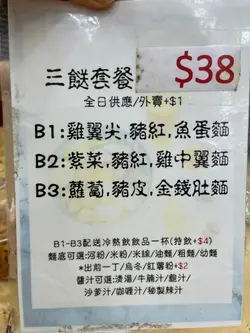 三餸套餐 $38
全日供應/外賣+$1
B1:雞翼尖,豬紅,魚蛋麵
B2:紫菜,豬紅,雞中翼麵
B3:蘿蔔,豬皮,金錢肚麵
B1-B3配送冷熱飲飲品一杯(特飲+$4)
麵底可選:河粉/米粉/米線/油麵/粗麵/幼麵
*出前一丁/烏冬/紅薯粉+$2
醬汁可選:清湯/牛腩汁/鮑汁/
沙爹汁/咖喱汁/秘製辣汁